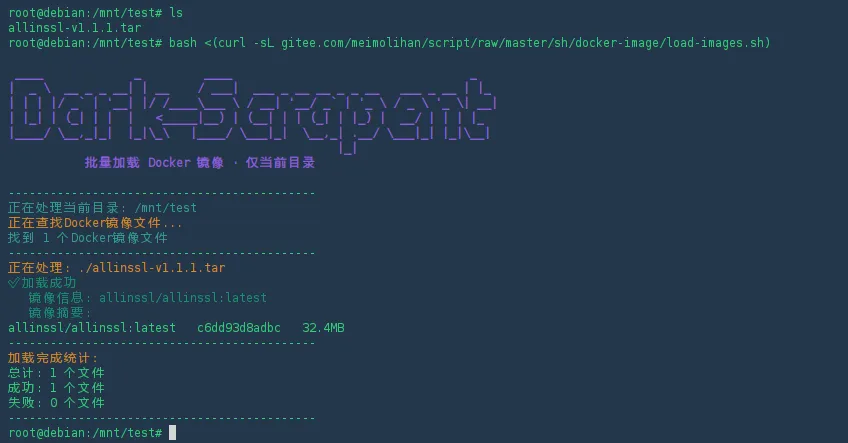 root@debian:/mnt/test# ls
allinssl-v1.1.1.tar
root@debian:/mnt/test# bash <(curl -sL gitee.com/meimolihan/script/raw/master/sh/docker-image/load-images.sh)
批量加载 Docker 镜像 · 仅当前目录
--------------------------------------------
正在处理当前目录: /mnt/test
正在查找Docker镜像文件...
找到 1 个Docker镜像文件
--------------------------------------------
正在处理: ./allinssl-v1.1.1.tar
✅加载成功
镜像信息: allinssl/allinssl:latest
镜像摘要:
allinssl/allinssl:latest   c6dd93d8adbc   32.4MB
--------------------------------------------
加载完成统计:
总计: 1 个文件
成功: 1 个文件
失败: 0 个文件
--------------------------------------------
root@debian:/mnt/test#